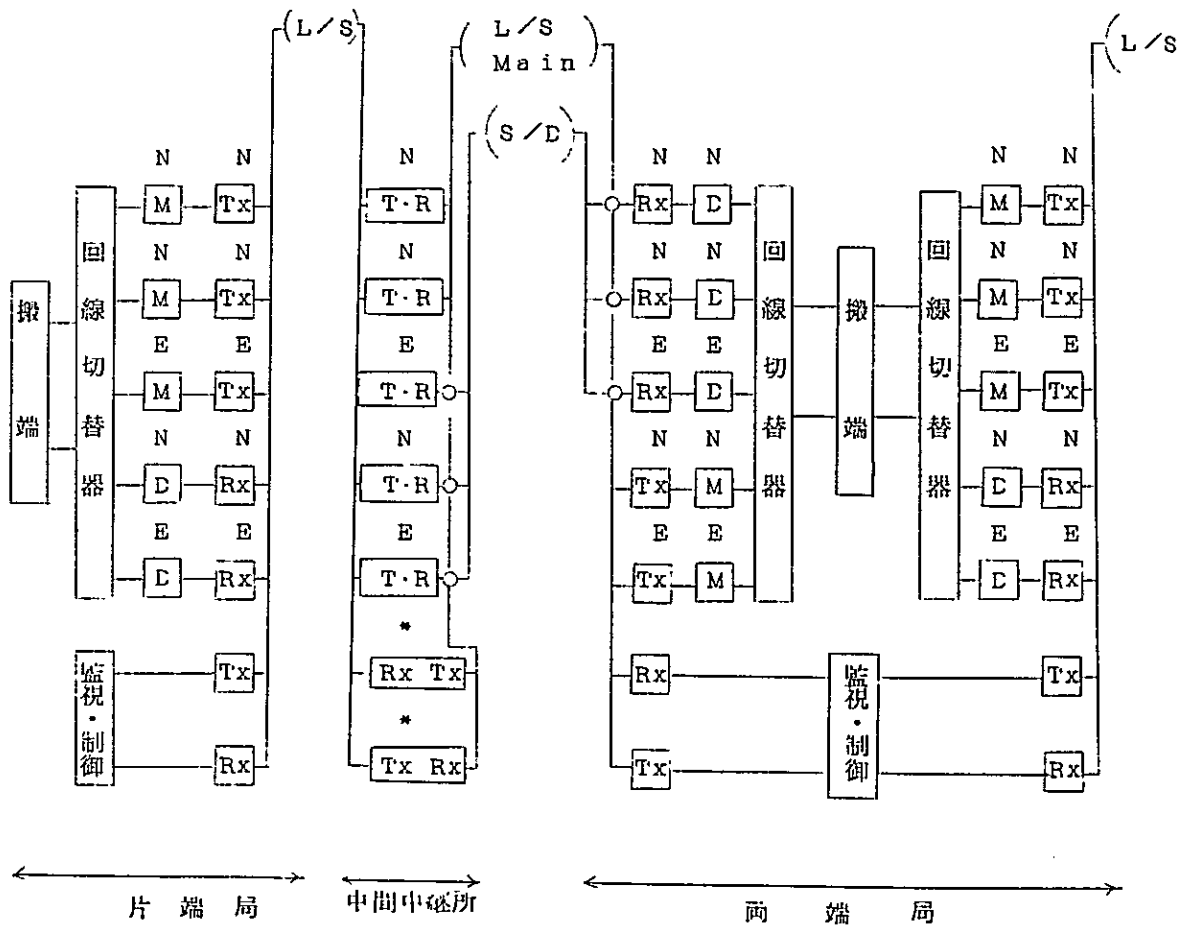 (L/S) (L/S Main) (L/S
(S/D)
N N N N N N N
M Tx T・R Rx D M Tx
N N N N N N N
M Tx T・R Rx D M Tx
E E E E E E E
M Tx T・R Rx D M Tx
N N N N N N N
D Rx T・R Tx M D Rx
E E E E E E E
D Rx T・R Tx M D Rx
搬端
回線切替器
回線切替器
搬端
回線切替器
*
Tx Rx Tx Rx Tx
*
Rx Tx Rx Tx Rx
監視・制御
監視・制御
片端局 中間中継所 両端局